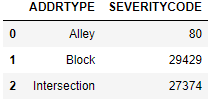 ADDRTYPE SEVERITYCODE
0 Alley 80
1 Block 29429
2 Intersection 27374